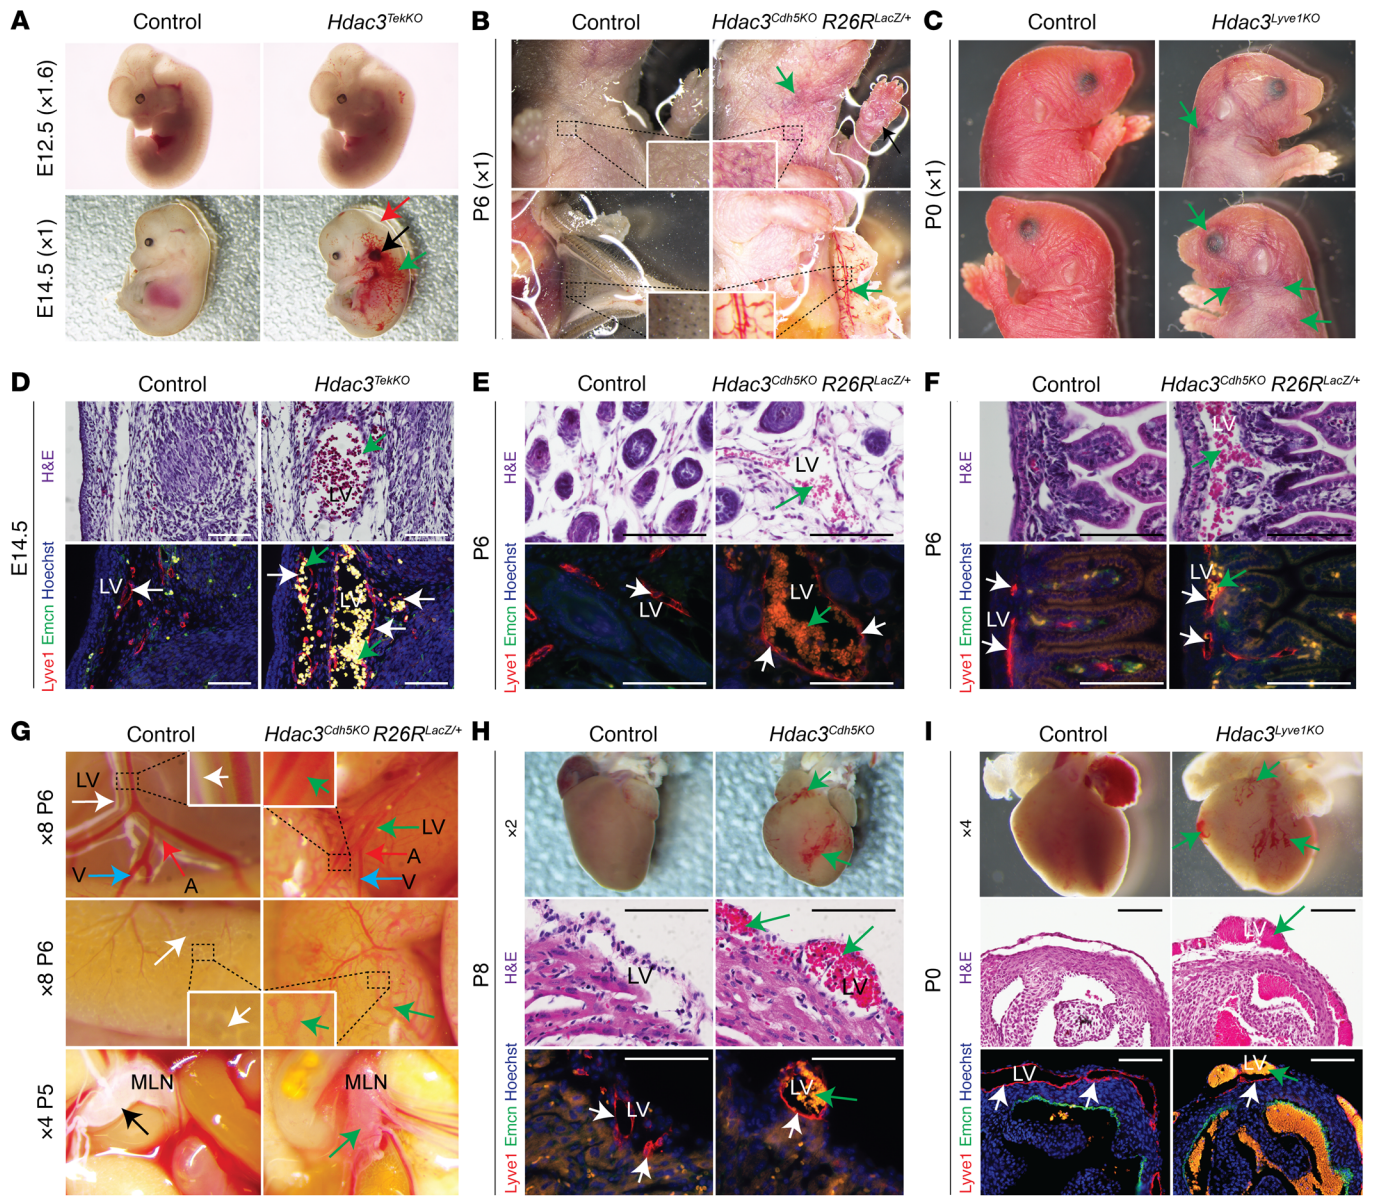 A
Control
Hdac3TekKO
E12.5 (×1.6)
E14.5 (×1)
B
Control
Hdac3Cdh5KO R26RLacZ/+
P6 (×1)
C
Control
Hdac3Lyve1KO
P0 (×1)
D
Control
Hdac3TekKO
E14.5
H&E
LV
Lyve1 Emcn Hoechst
LV
LV
E
Control
Hdac3Cdh5KO R26RLacZ/+
P6
H&E
LV
Lyve1 Emcn Hoechst
LV
LV
F
Control
Hdac3Cdh5KO R26RLacZ/+
P6
H&E
LV
Lyve1 Emcn Hoechst
LV
LV
G
Control
Hdac3Cdh5KO R26RLacZ/+
×8 P6
LV
V
A
LV
A
V
×8 P6
×4 P5
MLN
MLN
H
Control
Hdac3Cdh5KO
P8
×2
H&E
LV
LV
Lyve1 Emcn Hoechst
LV
LV
I
Control
Hdac3Lyve1KO
P0
×4
H&E
LV
Lyve1 Emcn Hoechst
LV
LV